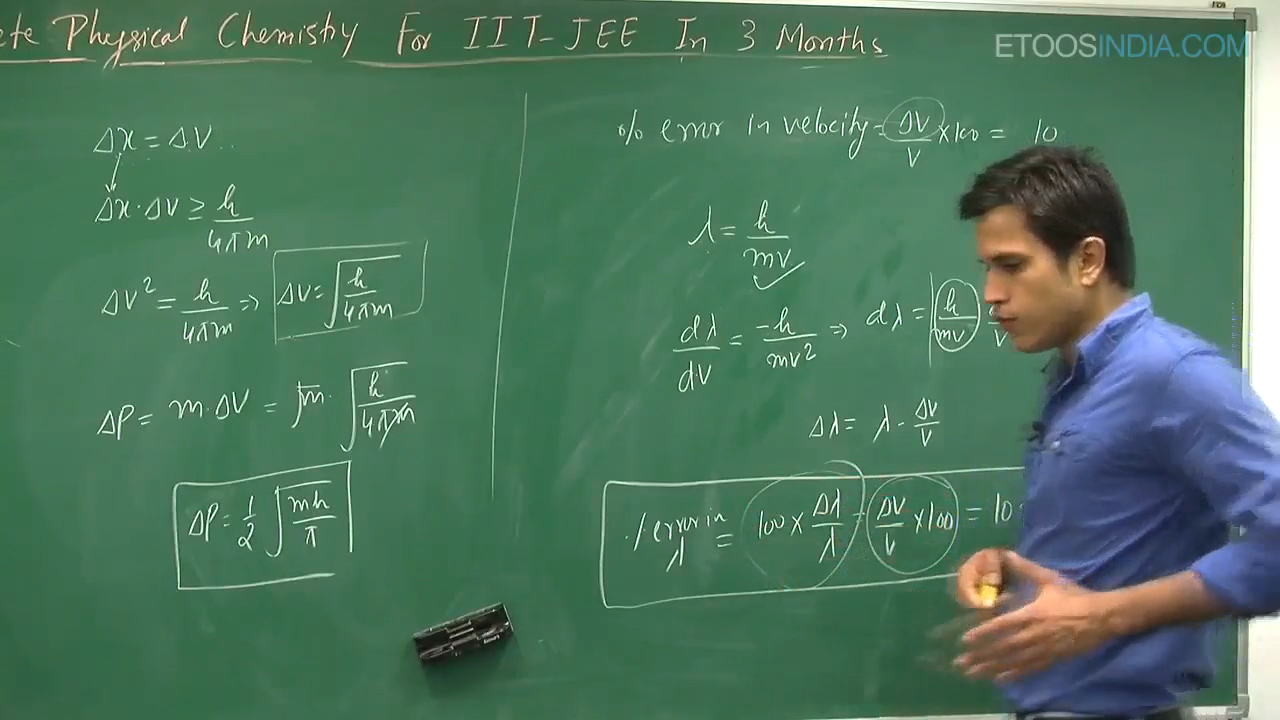 ete Physical Chemistry For IIT-JEE In 3 Months
ETOOSINDIA.COM
Δx = ΔV
Δx · ΔV ≥ h/4πm
ΔV² = h/4πm ⇒ ΔV = √(h/4πm)
ΔP = m·ΔV = √m · √(h/4πm)
ΔP = 1/2 √(mh/π)
% error in velocity = ΔV/V ×100 = 10
λ = h/mv
dλ/dv = -h/mv² ⇒ dλ = h/mv
Δλ = λ · ΔV/V
% error in λ = 100 × Δλ/λ = ΔV/V ×100 = 10